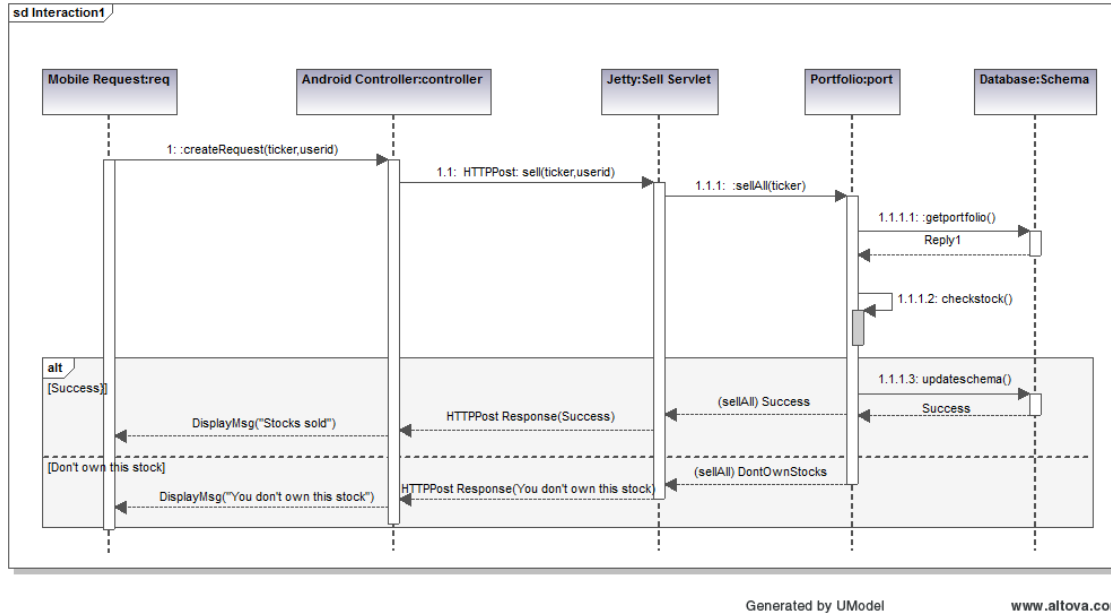 sd Interaction1
Mobile Request:req
Android Controller:controller
Jetty:Sell Servlet
Portfolio:port
Database:Schema
1: :createRequest(ticker,userid)
1.1: HTTPPost: sell(ticker,userid)
1.1.1: :sellAll(ticker)
1.1.1.1: :getportfolio()
Reply1
1.1.1.2: checkstock()
alt
[Success}]
1.1.1.3: updateschema()
(sellAll) Success
Success
HTTPPost Response(Success)
DisplayMsg("Stocks sold")
[Don't own this stock]
(sellAll) DontOwnStocks
HTTPPost Response(You don't own this stock)
DisplayMsg("You don't own this stock")
Generated by UModel
www.altova.co